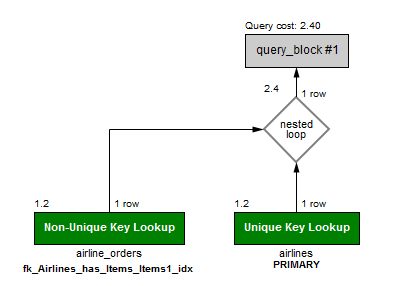 Query cost: 2.40
query_block #1
2.4
1 row
nested
loop
1.2
1 row
1.2
1 row
Non-Unique Key Lookup
Unique Key Lookup
airline_orders
airlines
fk_Airlines_has_Items_Items1_idx
PRIMARY